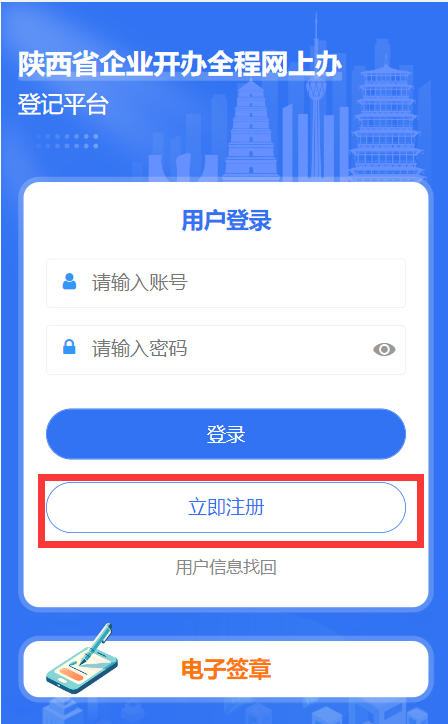 陕西省企业开办全程网上办
登记平台
用户登录
请输入账号
请输入密码
登录
立即注册
用户信息找回
电子签章